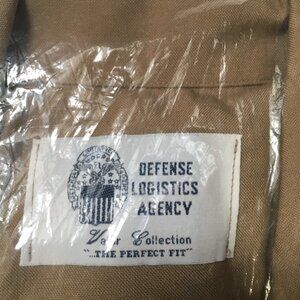 DEFENSE
LOGISTICS
AGENCY
Valor Collection
"...THE PERFECT FIT"